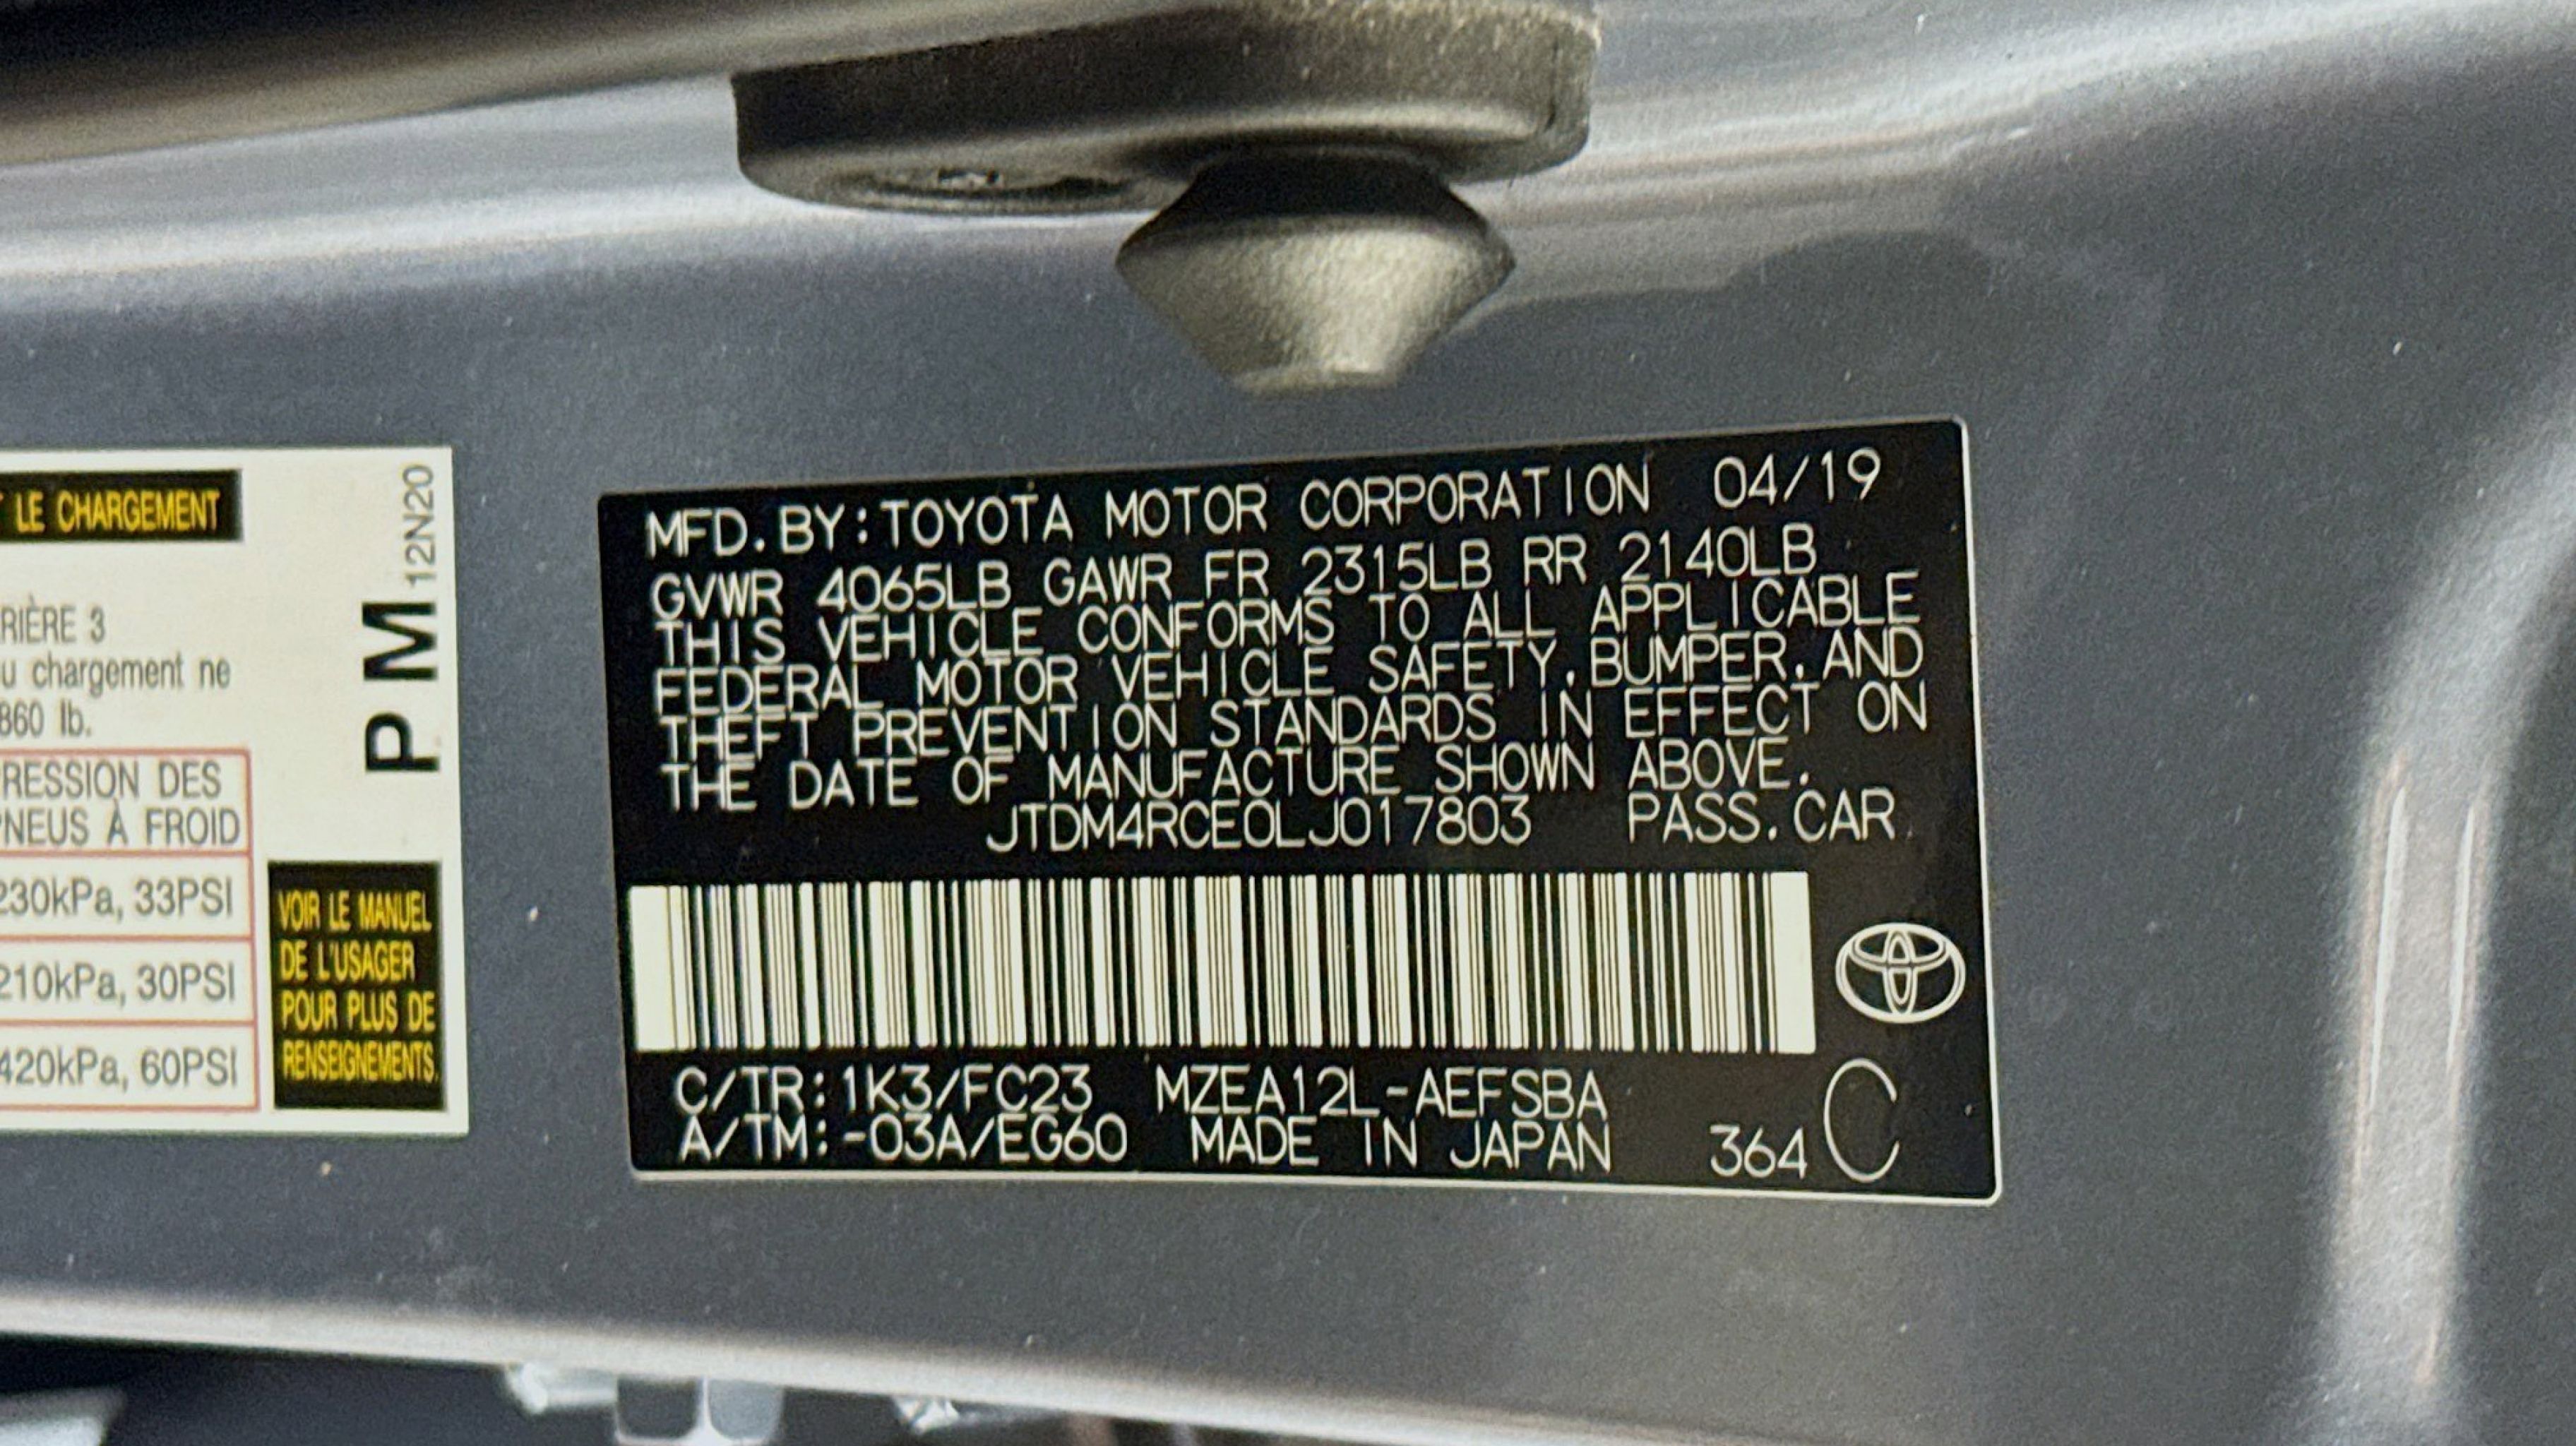 LE CHARGEMENT
12N20
PM
RIÈRE 3
u chargement ne
860 lb.
RESSION DES
PNEUS À FROID
230kPa, 33PSI
210kPa, 30PSI
420kPa, 60PSI
VOIR LE MANUEL
DE L'USAGER
POUR PLUS DE
RENSEIGNEMENTS.
MFD. BY: TOYOTA MOTOR CORPORATION 04/19
GVWR 4065LB GAWR FR 2315LB RR 2140LB
THIS VEHICLE CONFORMS TO ALL APPLICABLE
FEDERAL MOTOR VEHICLE SAFETY, BUMPER, AND
THEFT PREVENTION STANDARDS IN EFFECT ON
THE DATE OF MANUFACTURE SHOWN ABOVE.
JTDM4RCE0LJ017803 PASS. CAR
C/TR: 1K3/FC23 MZEA12L-AEFSBA
A/TM: -03A/EG60 MADE IN JAPAN 364 C